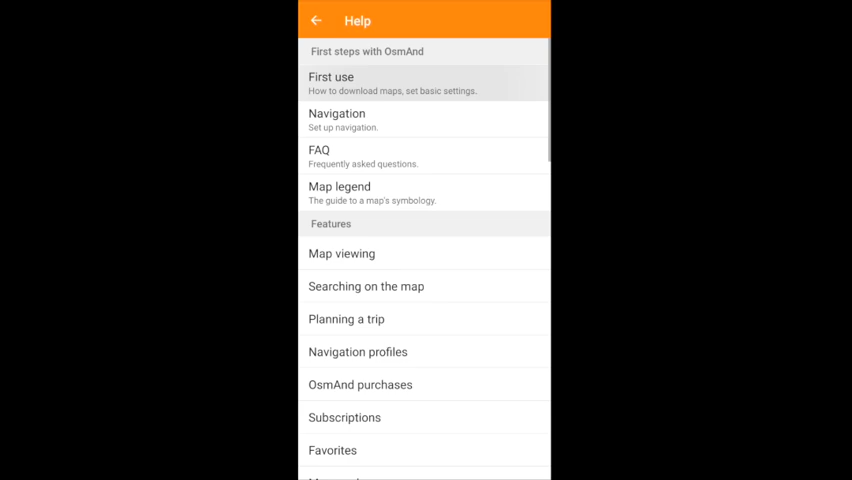 Help
First steps with OsmAnd
First use
How to download maps, set basic settings.
Navigation
Set up navigation.
FAQ
Frequently asked questions.
Map legend
The guide to a map's symbology.
Features
Map viewing
Searching on the map
Planning a trip
Navigation profiles
OsmAnd purchases
Subscriptions
Favorites